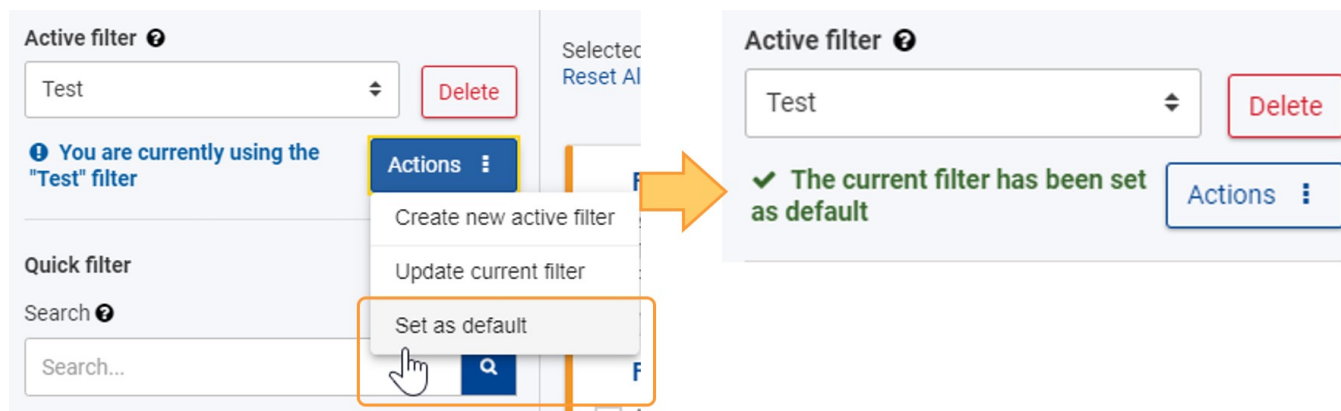 Active filter
Test
Delete
You are currently using the
"Test" filter
Actions
Create new active filter
Update current filter
Set as default
Quick filter
Search
Search...
Reset
Active filter
Test
Delete
The current filter has been set
as default
Actions